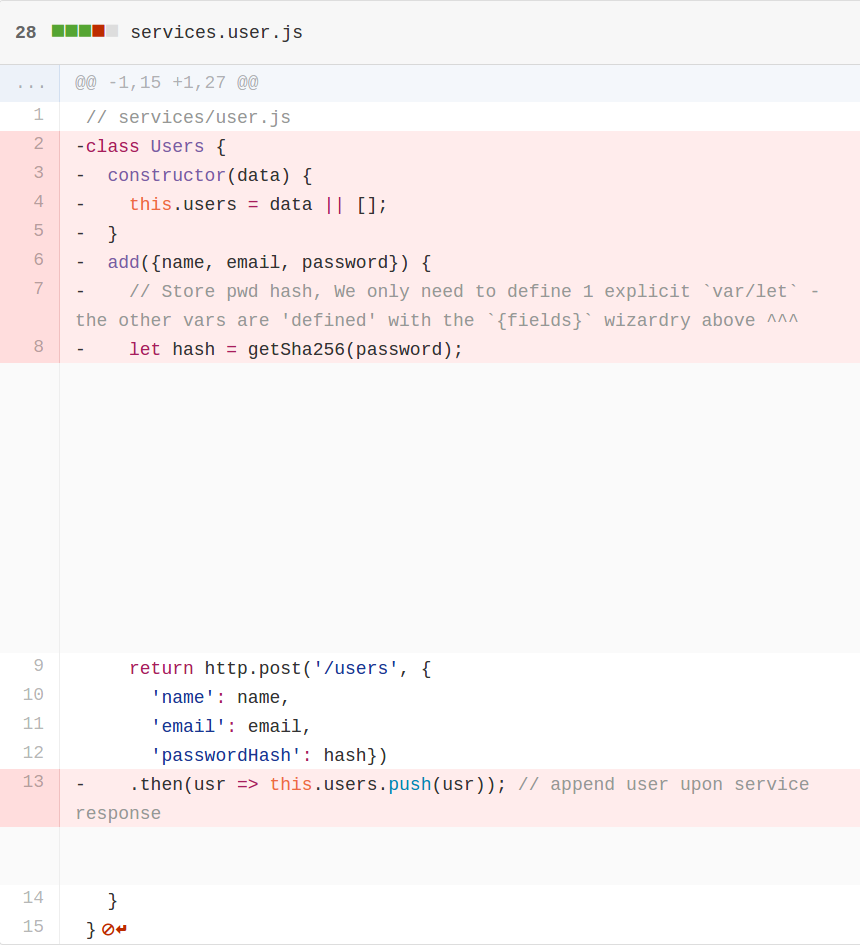 28 services.user.js
... @@ -1,15 +1,27 @@
1 // services/user.js
2 -class Users {
3 -  constructor(data) {
4 -    this.users = data || [];
5 -  }
6 -  add({name, email, password}) {
7 -    // Store pwd hash, We only need to define 1 explicit `var/let` -
the other vars are 'defined' with the `{fields}` wizardry above ^^^
8 -    let hash = getSha256(password);
9      return http.post('/users', {
10       'name': name,
11       'email': email,
12       'passwordHash': hash})
13 -    .then(usr => this.users.push(usr)); // append user upon service
response
14   }
15 }